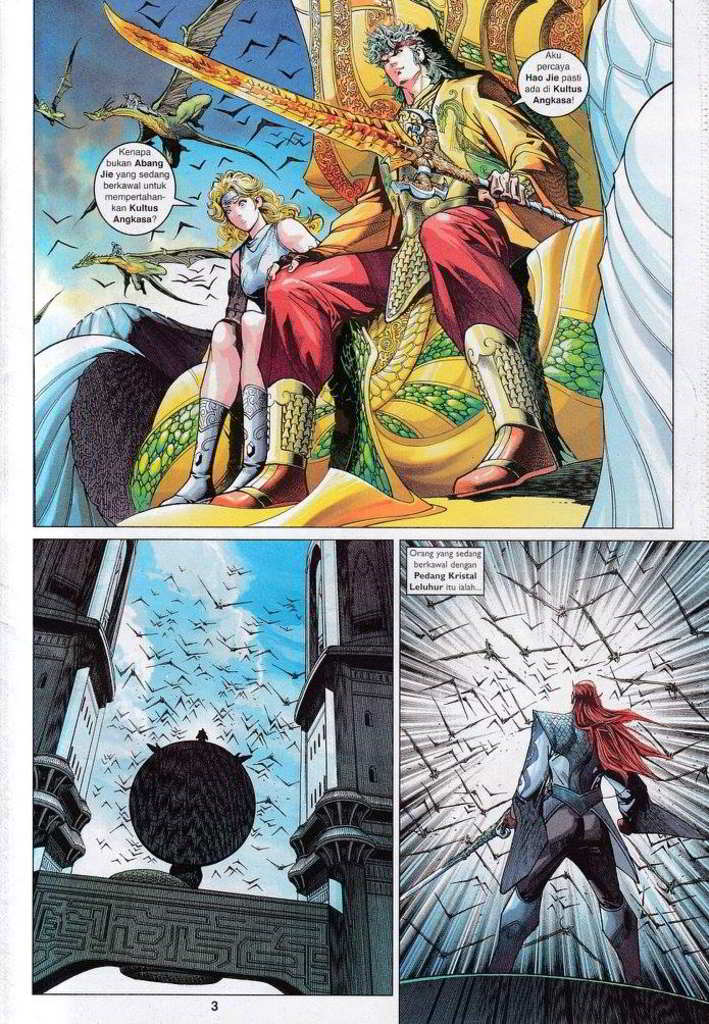 Aku
percaya
Hao Jie pasti
ada di Kultus
Angkasa!
Kenapa
bukan Abang
Jie yang sedang
berkawal untuk
mempertahan-
kan Kultus
Angkasa?
Orang yang sedang
berkawal dengan
Pedang Kristal
Leluhur itu ialah...
3